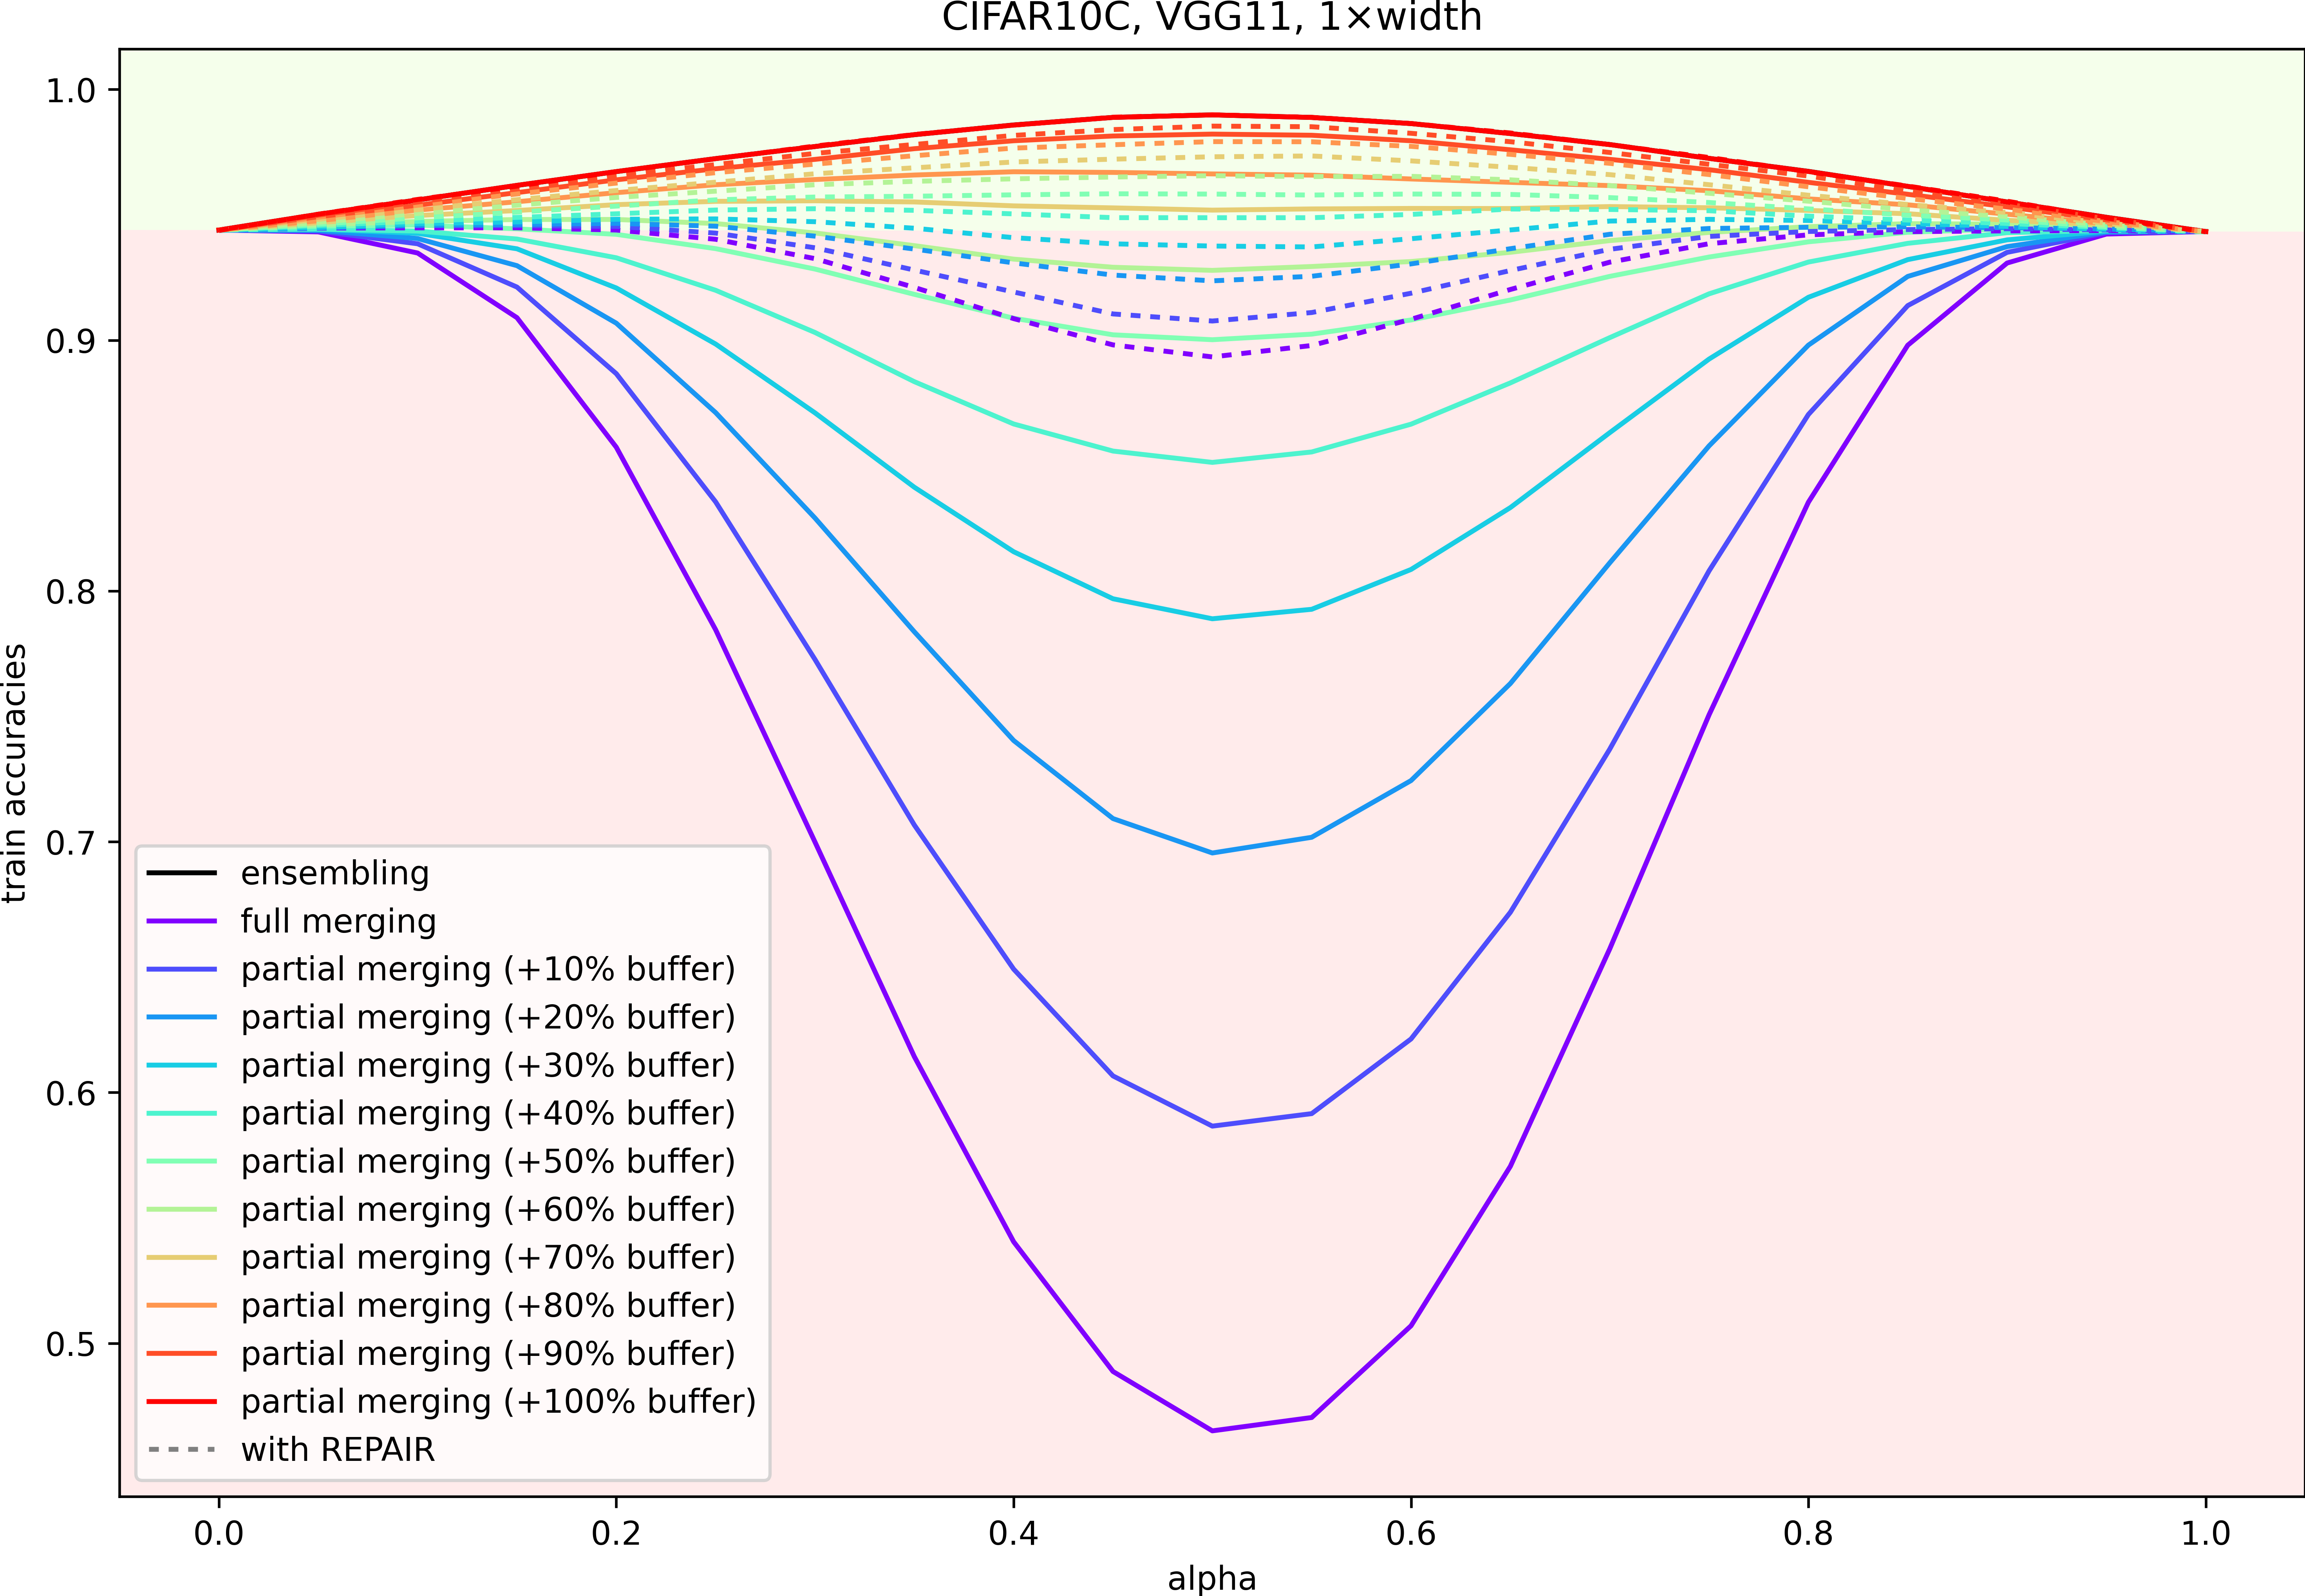 CIFAR10C, VGG11, 1×width
train accuracies
1.0
0.9
0.8
0.7
0.6
0.5
ensembling
full merging
partial merging (+10% buffer)
partial merging (+20% buffer)
partial merging (+30% buffer)
partial merging (+40% buffer)
partial merging (+50% buffer)
partial merging (+60% buffer)
partial merging (+70% buffer)
partial merging (+80% buffer)
partial merging (+90% buffer)
partial merging (+100% buffer)
with REPAIR
0.0 0.2 0.4 0.6 0.8 1.0
alpha